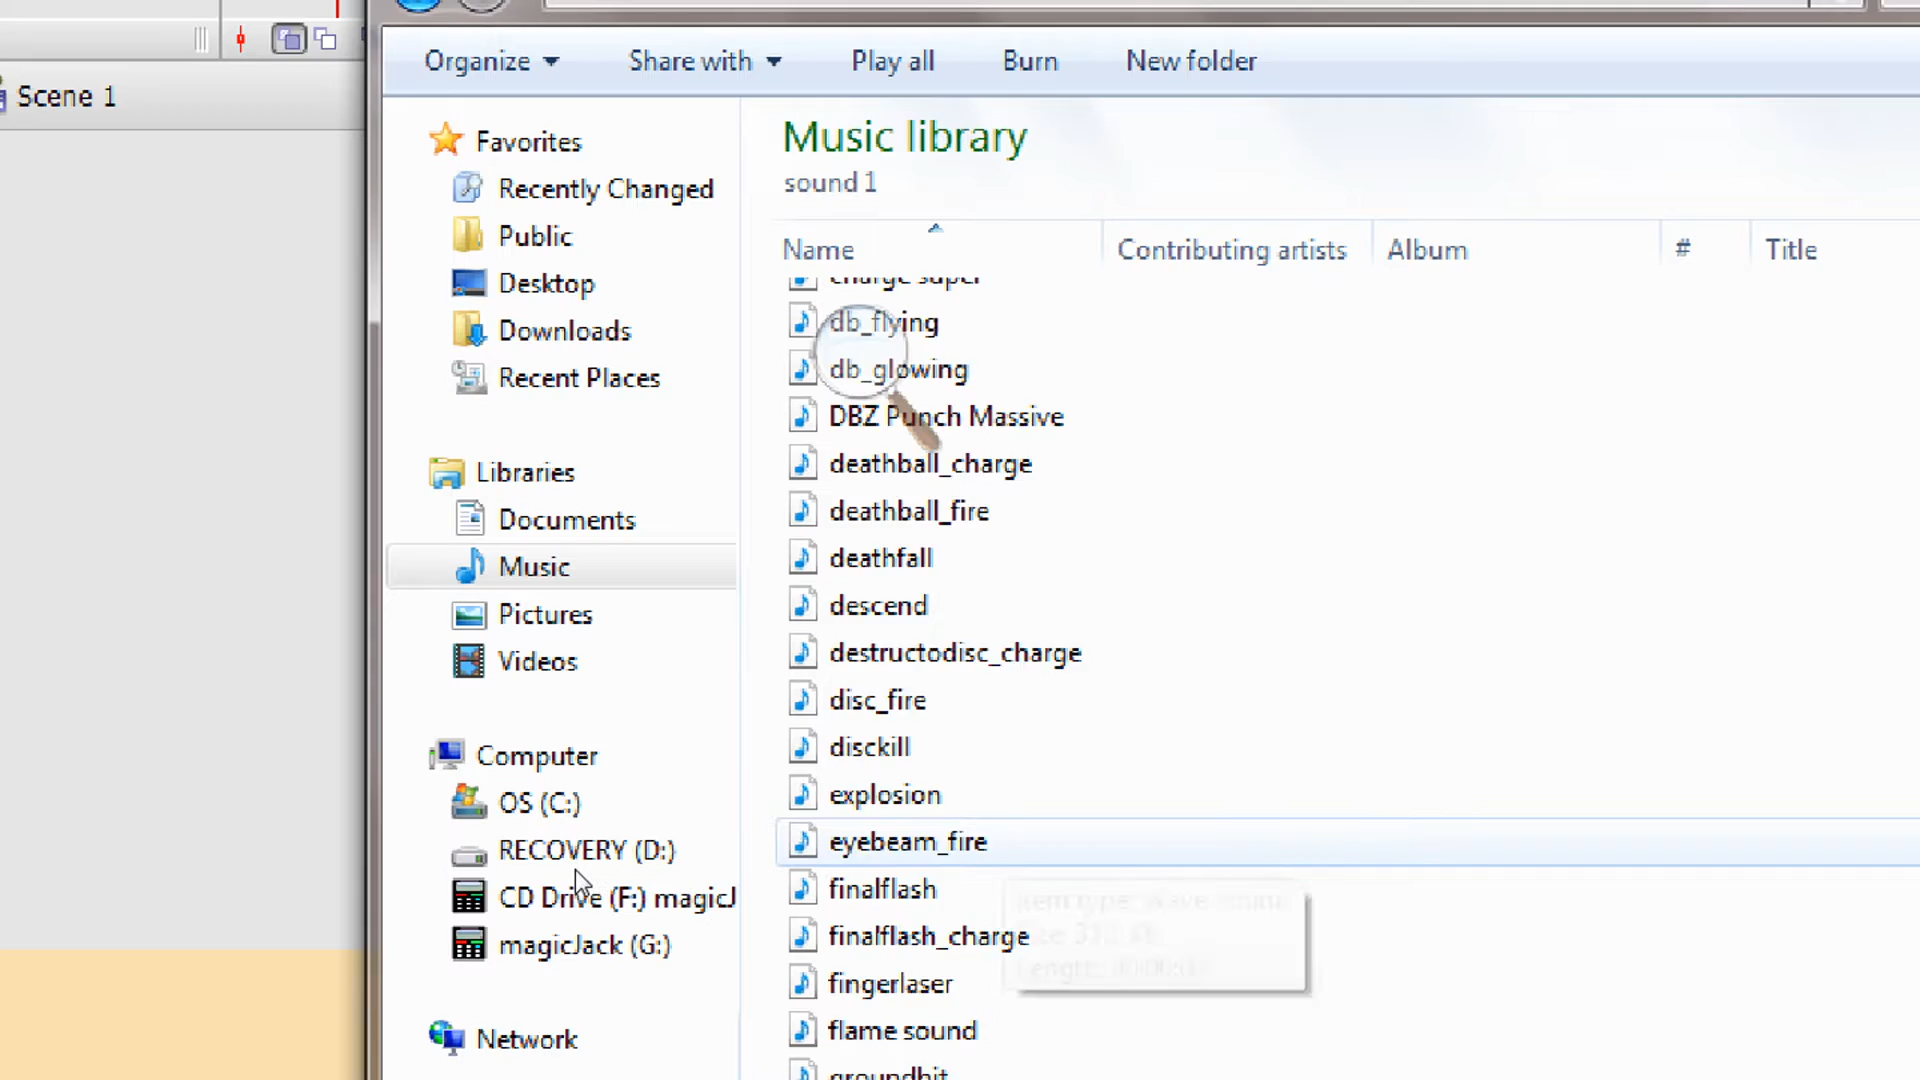 Organize Share with Play all Burn New folder
Scene 1
Favorites
Recently Changed
Public
Desktop
Downloads
Recent Places
Libraries
Documents
Music
Pictures
Videos
Computer
OS (C:)
RECOVERY (D:)
CD Drive (F:) magicJ
magicJack (G:)
Network
Music library
sound 1
Name Contributing artists Album # Title
charge super
db_flying
db_glowing
DBZ Punch Massive
deathball_charge
deathball_fire
deathfall
descend
destructodisc_charge
disc_fire
disckill
explosion
eyebeam_fire
finalflash
finalflash_charge
fingerlaser
flame sound
groundhit